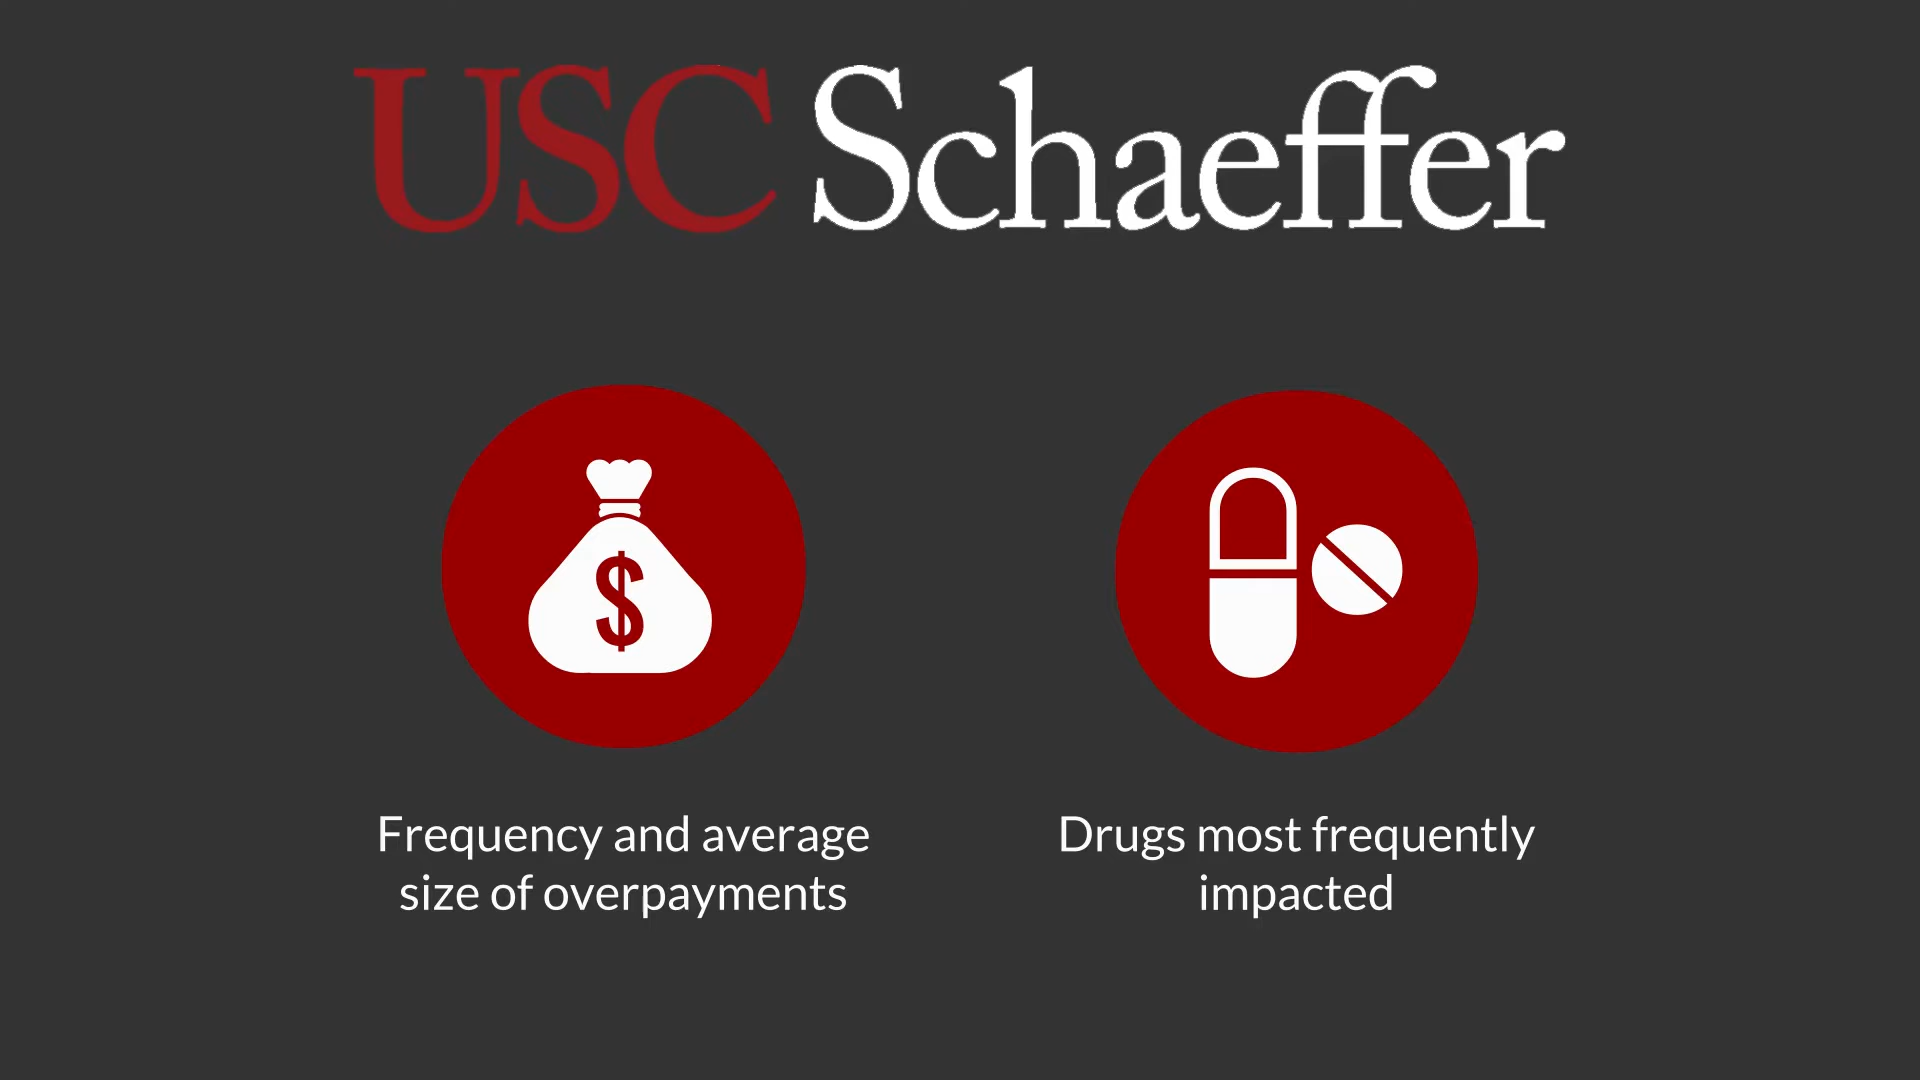 USC Schaeffer
$
Frequency and average
size of overpayments
Drugs most frequently
impacted